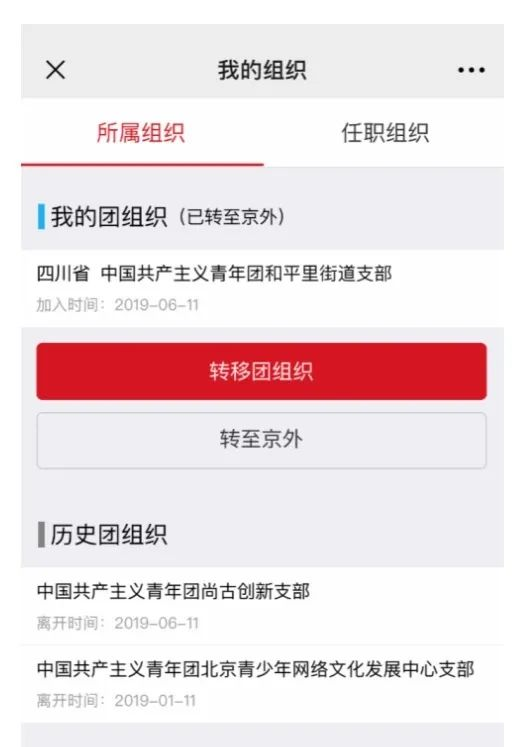 我的组织
所属组织 任职组织
我的团组织（已转至京外）
四川省 中国共产主义青年团和平里街道支部
加入时间：2019-06-11
转移团组织
转至京外
历史团组织
中国共产主义青年团尚古创新支部
离开时间：2019-06-11
中国共产主义青年团北京青少年网络文化发展中心支部
离开时间：2019-01-11